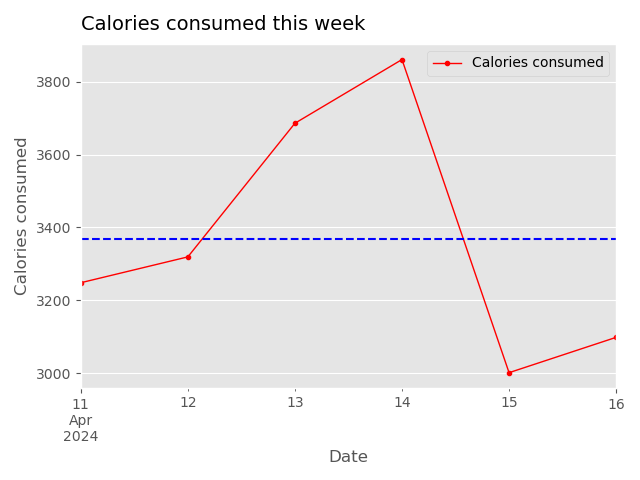 Calories consumed this week
Calories consumed
3800
3600
3400
3200
3000
Calories consumed
11
Apr
2024
12
13
14
15
16
Date